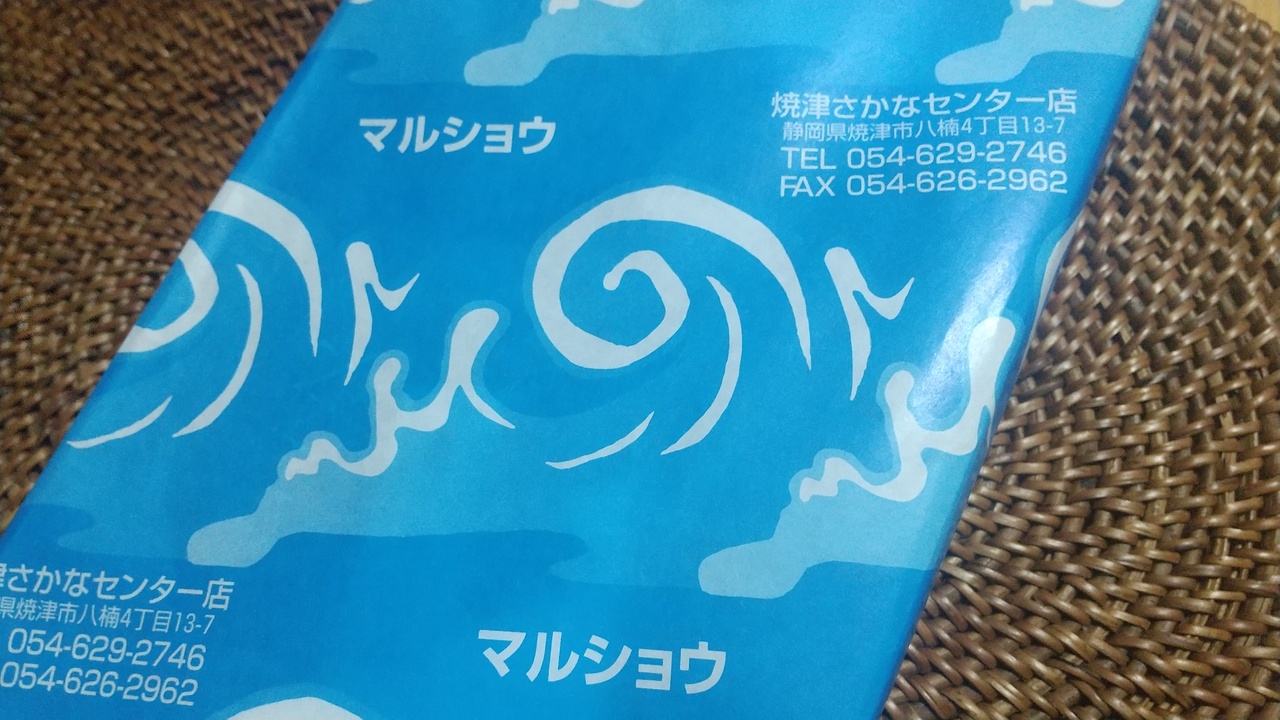 マルショウ
焼津さかなセンター店
静岡県焼津市八楠4丁目13-7
TEL 054-629-2746
FAX 054-626-2962
津さかなセンター店
県焼津市八楠4丁目13-7
054-629-2746
054-626-2962
マルショウ